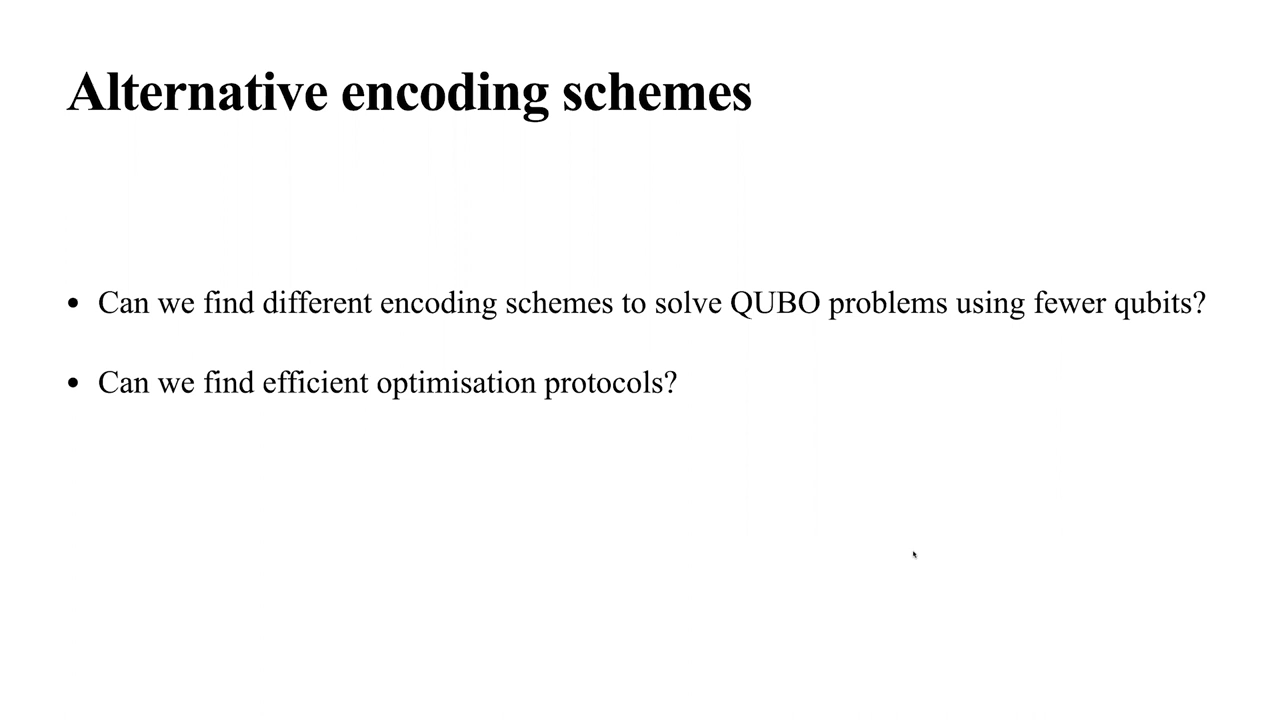 Alternative encoding schemes
• Can we find different encoding schemes to solve QUBO problems using fewer qubits?
• Can we find efficient optimisation protocols?